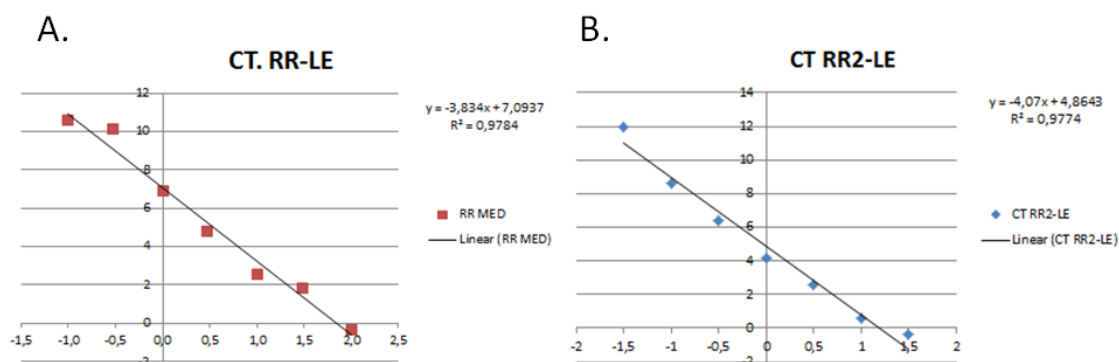 A.
CT. RR-LE
12
10
8
6
4
2
0
-2
-1,5 -1,0 -0,5 0,0 0,5 1,0 1,5 2,0 2,5
y = -3,834x + 7,0937
R² = 0,9784
RR MED
Linear (RR MED)
B.
CT RR2-LE
14
12
10
8
6
4
2
0
-2
-2 -1,5 -1 -0,5 0 0,5 1 1,5 2
y = -4,07x + 4,8643
R² = 0,9774
CT RR2-LE
Linear (CT RR2-LE)